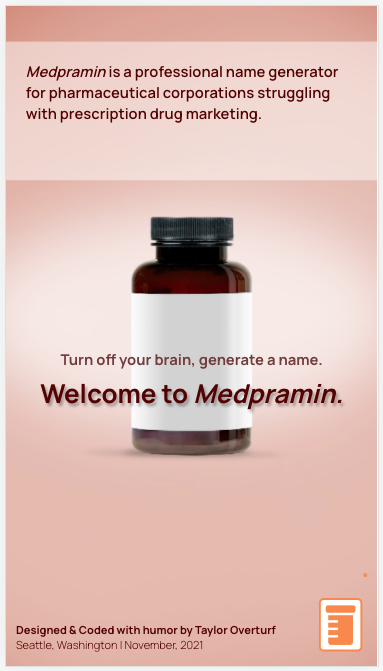 Medpramin is a professional name generator
for pharmaceutical corporations struggling
with prescription drug marketing.
Turn off your brain, generate a name.
Welcome to Medpramin.
Designed & Coded with humor by Taylor Overturf
Seattle, Washington | November, 2021